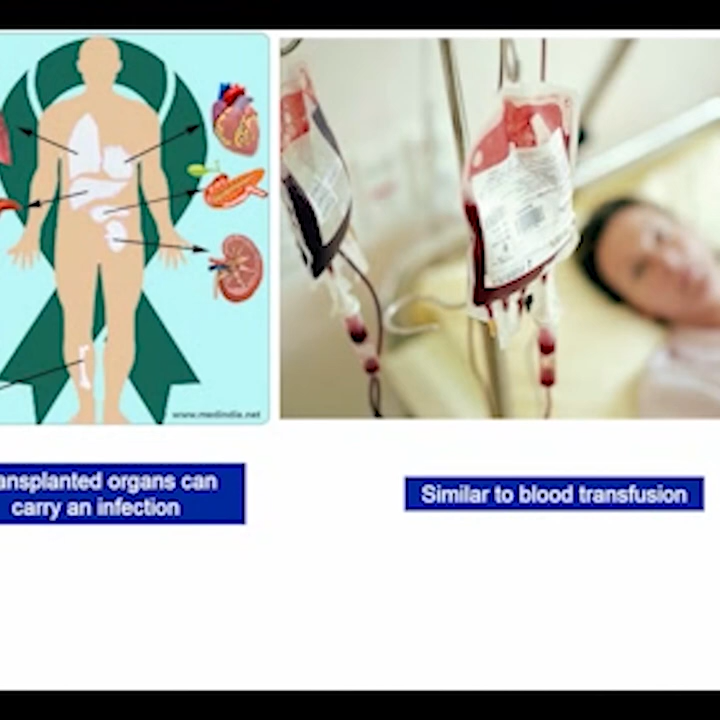 www.medindia.net
ansplanted organs can
carry an infection
Similar to blood transfusion